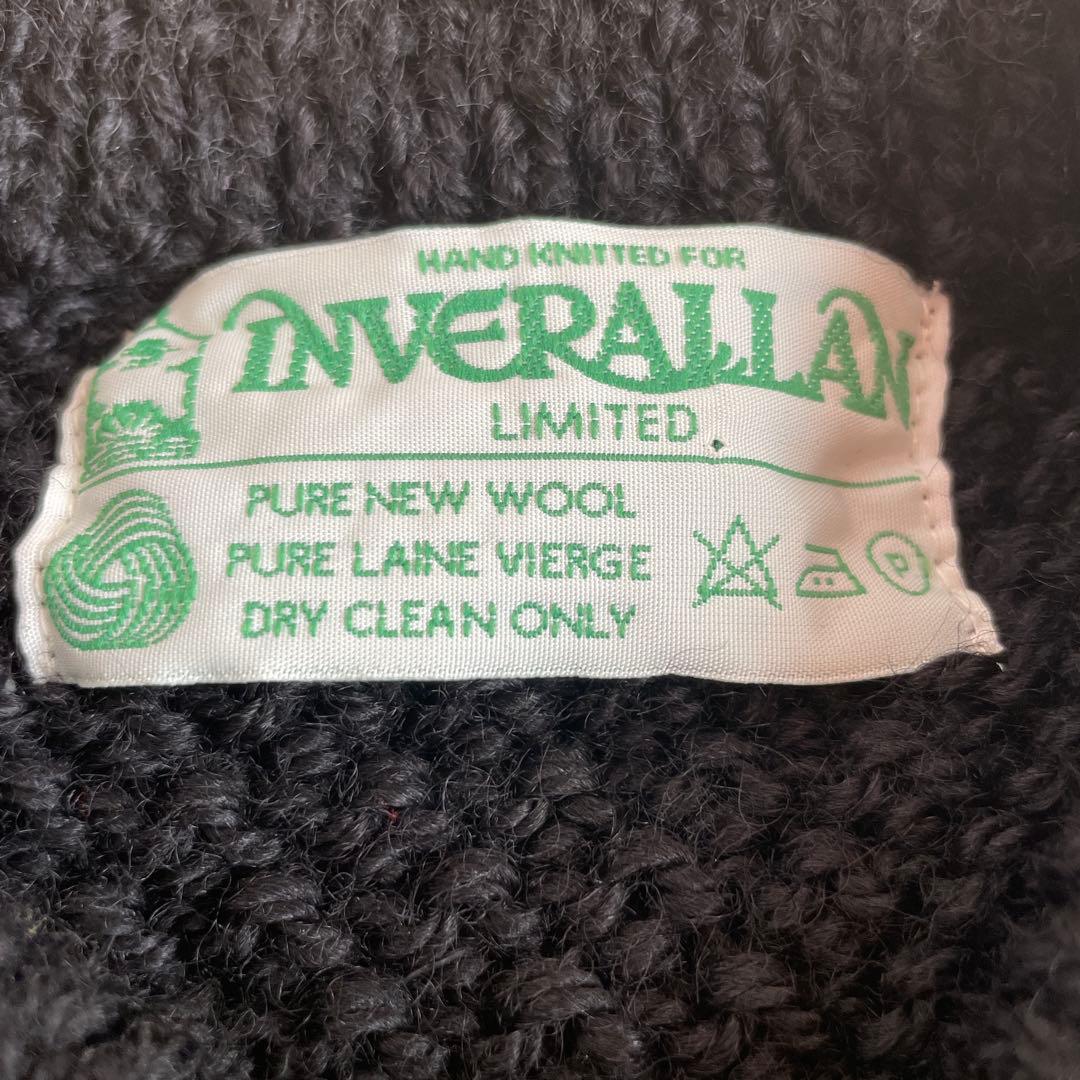 HAND KNITTED FOR
INVERALLAN
LIMITED
PURE NEW WOOL
PURE LAINE VIERGE
DRY CLEAN ONLY
P